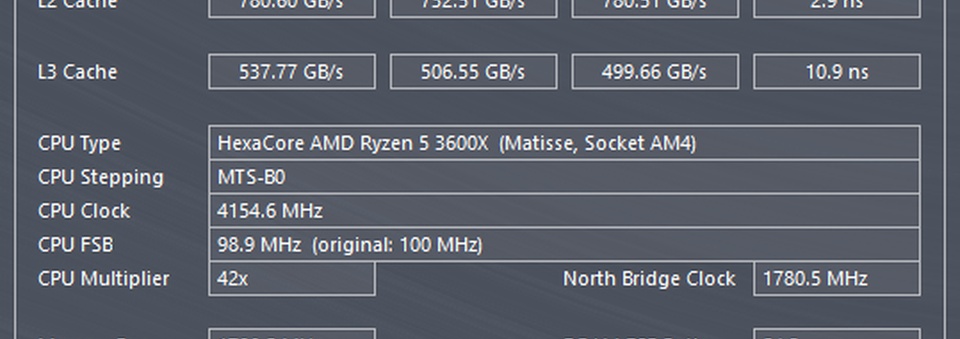 L2 Cache 780.60 GB/s 752.51 GB/s 780.51 GB/s 2.9 ns
L3 Cache 537.77 GB/s 506.55 GB/s 499.66 GB/s 10.9 ns
CPU Type HexaCore AMD Ryzen 5 3600X (Matisse, Socket AM4)
CPU Stepping MTS-B0
CPU Clock 4154.6 MHz
CPU FSB 98.9 MHz (original: 100 MHz)
CPU Multiplier 42x North Bridge Clock 1780.5 MHz